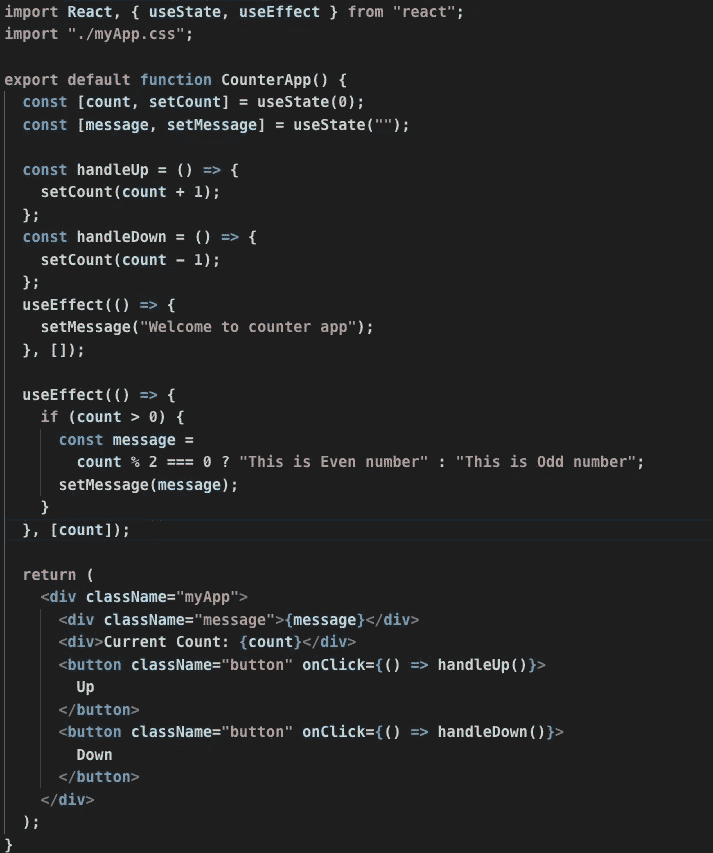 import React, { useState, useEffect } from "react";
import "./myApp.css";

export default function CounterApp() {
  const [count, setCount] = useState(0);
  const [message, setMessage] = useState("");

  const handleUp = () => {
    setCount(count + 1);
  };
  const handleDown = () => {
    setCount(count - 1);
  };
  useEffect(() => {
    setMessage("Welcome to counter app");
  }, []);

  useEffect(() => {
    if (count > 0) {
      const message =
        count % 2 === 0 ? "This is Even number" : "This is Odd number";
      setMessage(message);
    }
  }, [count]);

  return (
    <div className="myApp">
      <div className="message">{message}</div>
      <div>Current Count: {count}</div>
      <button className="button" onClick={() => handleUp()}>
        Up
      </button>
      <button className="button" onClick={() => handleDown()}>
        Down
      </button>
    </div>
  );
}